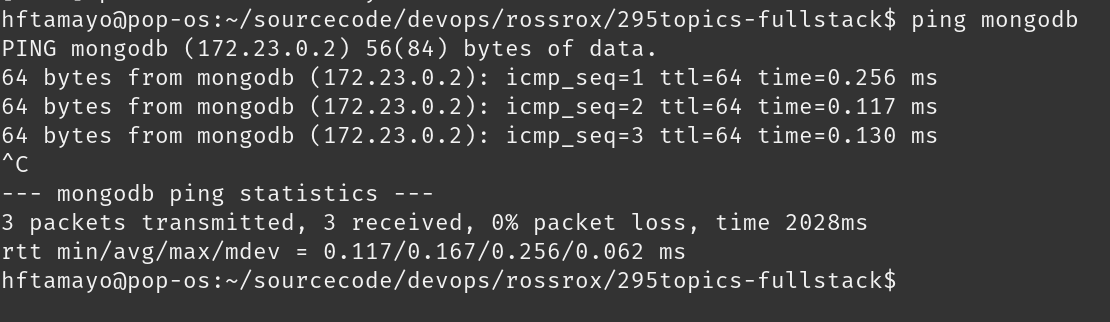 hftamayo@pop-os:~/sourcecode/devops/rossrox/295topics-fullstack$ ping mongodb
PING mongodb (172.23.0.2) 56(84) bytes of data.
64 bytes from mongodb (172.23.0.2): icmp_seq=1 ttl=64 time=0.256 ms
64 bytes from mongodb (172.23.0.2): icmp_seq=2 ttl=64 time=0.117 ms
64 bytes from mongodb (172.23.0.2): icmp_seq=3 ttl=64 time=0.130 ms
^C
--- mongodb ping statistics ---
3 packets transmitted, 3 received, 0% packet loss, time 2028ms
rtt min/avg/max/mdev = 0.117/0.167/0.256/0.062 ms
hftamayo@pop-os:~/sourcecode/devops/rossrox/295topics-fullstack$